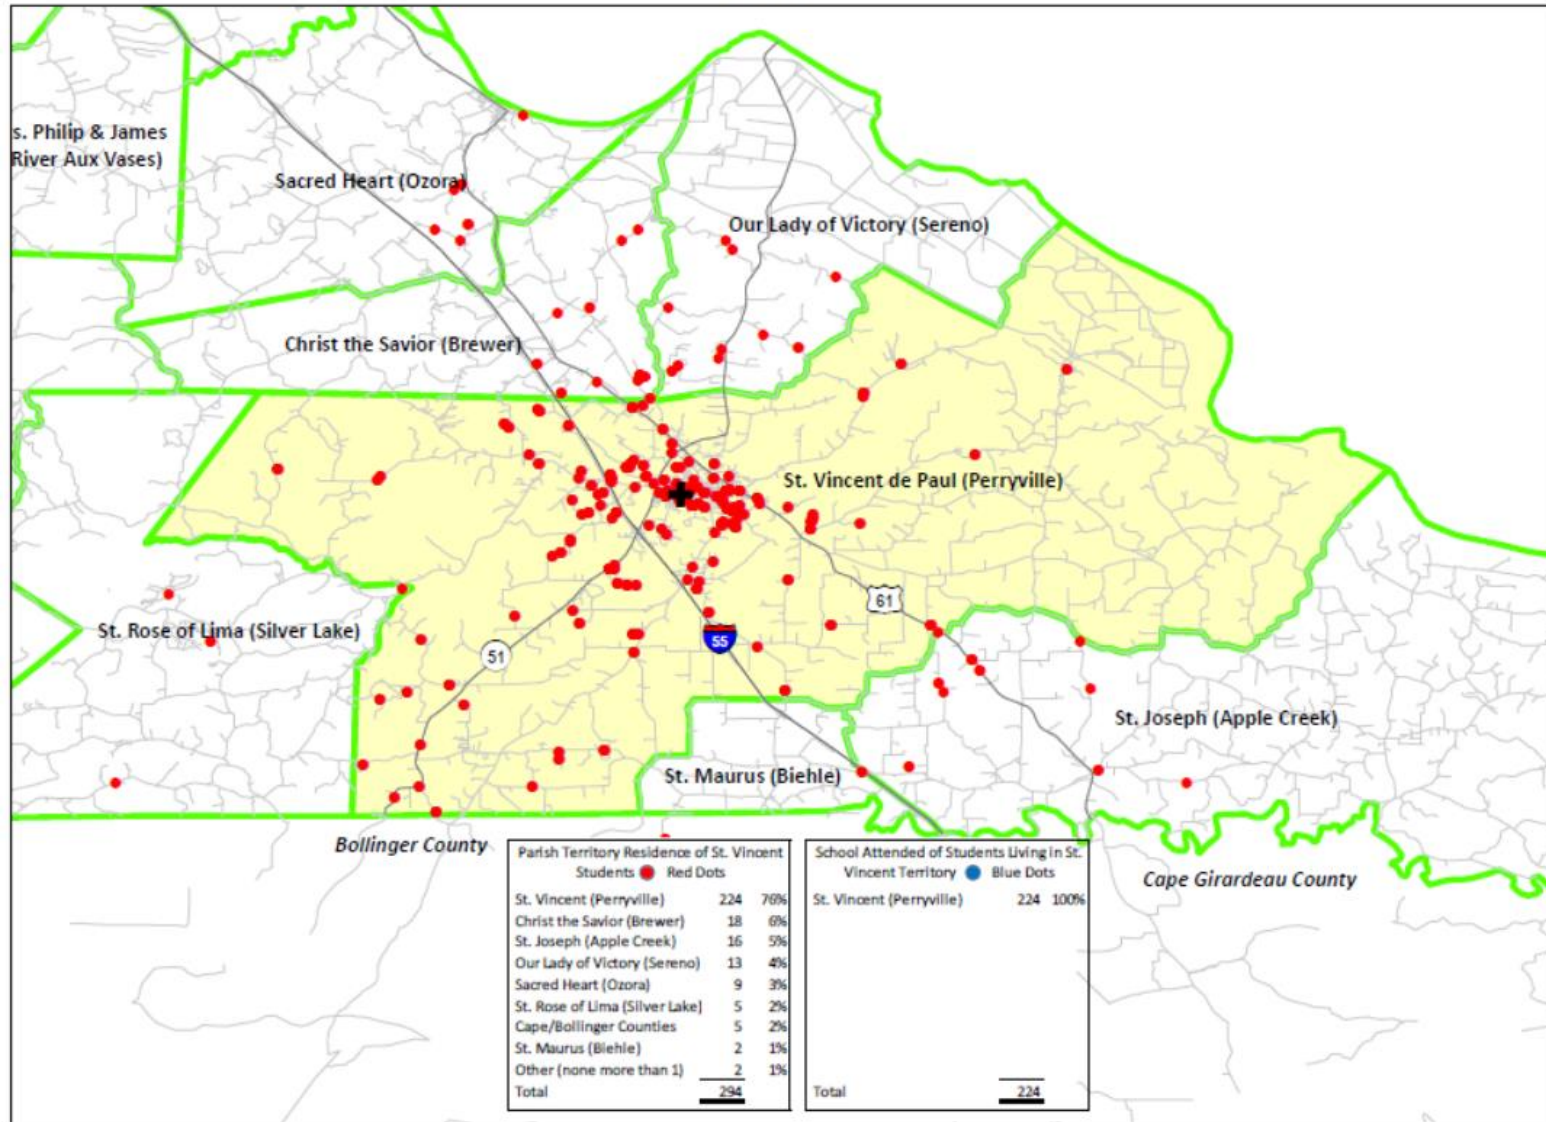 s. Philip & James
River Aux Vases)
Sacred Heart (Ozora)
Our Lady of Victory (Sereno)
Christ the Savior (Brewer)
St. Vincent de Paul (Perryville)
61
St. Rose of Lima (Silver Lake)
55
51
St. Joseph (Apple Creek)
St. Maurus (Biehle)
Bollinger County
Cape Girardeau County
Parish Territory Residence of St. Vincent
Students Red Dots
St. Vincent (Perryville) 224 76%
Christ the Savior (Brewer) 18 6%
St. Joseph (Apple Creek) 16 5%
Our Lady of Victory (Sereno) 13 4%
Sacred Heart (Ozora) 9 3%
St. Rose of Lima (Silver Lake) 5 2%
Cape/Bollinger Counties 5 2%
St. Maurus (Biehle) 2 1%
Other (none more than 1) 2 1%
Total 294
School Attended of Students Living in St.
Vincent Territory Blue Dots
St. Vincent (Perryville) 224 100%
Total 224